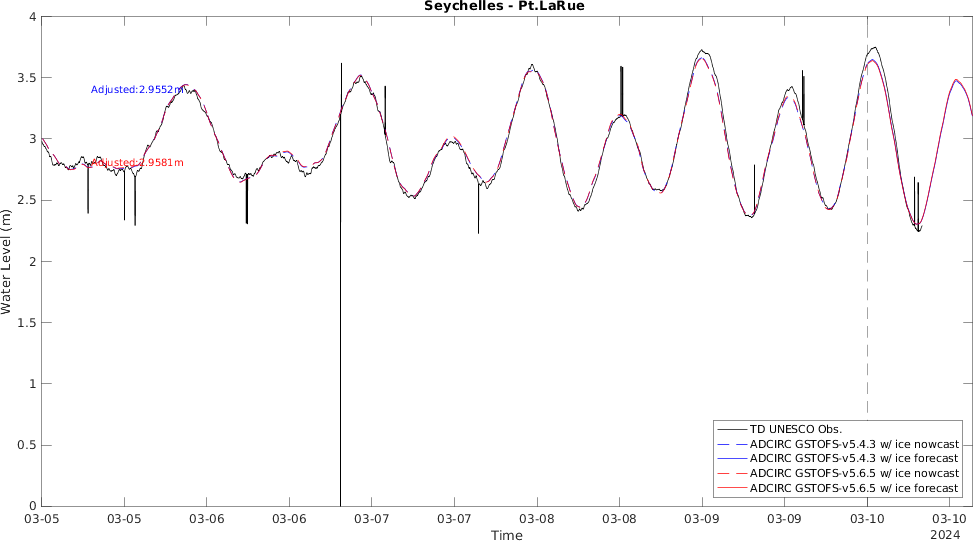 Seychelles - Pt.LaRue
4
3.5
3
2.5
2
1.5
1
0.5
0
Water Level (m)
Adjusted:2.9552m
Adjusted:2.9581m
TD UNESCO Obs.
ADCIRC GSTOFS-v5.4.3 w/ ice nowcast
ADCIRC GSTOFS-v5.4.3 w/ ice forecast
ADCIRC GSTOFS-v5.6.5 w/ ice nowcast
ADCIRC GSTOFS-v5.6.5 w/ ice forecast
03-05 03-05 03-06 03-06 03-07 03-07 03-08 03-08 03-09 03-09 03-10 03-10
Time
2024